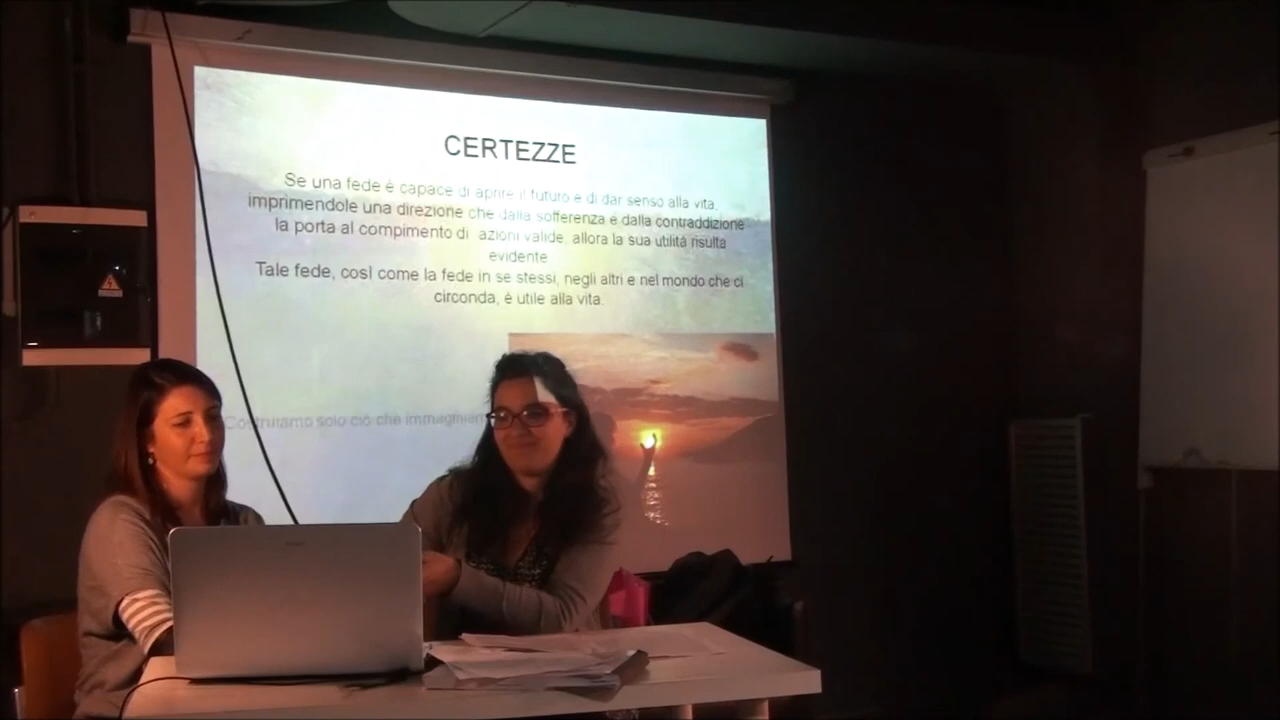 CERTEZZE
Se una fede è capace di aprire il futuro e di dar senso alla vita,
imprimendole una direzione che dalla sofferenza e dalla contraddizione
la porta al compimento di azioni valide, allora la sua utilità risulta
evidente
Tale fede, così come la fede in se stessi, negli altri e nel mondo che ci
circonda, è utile alla vita.
Costruiamo solo ciò che immaginiam